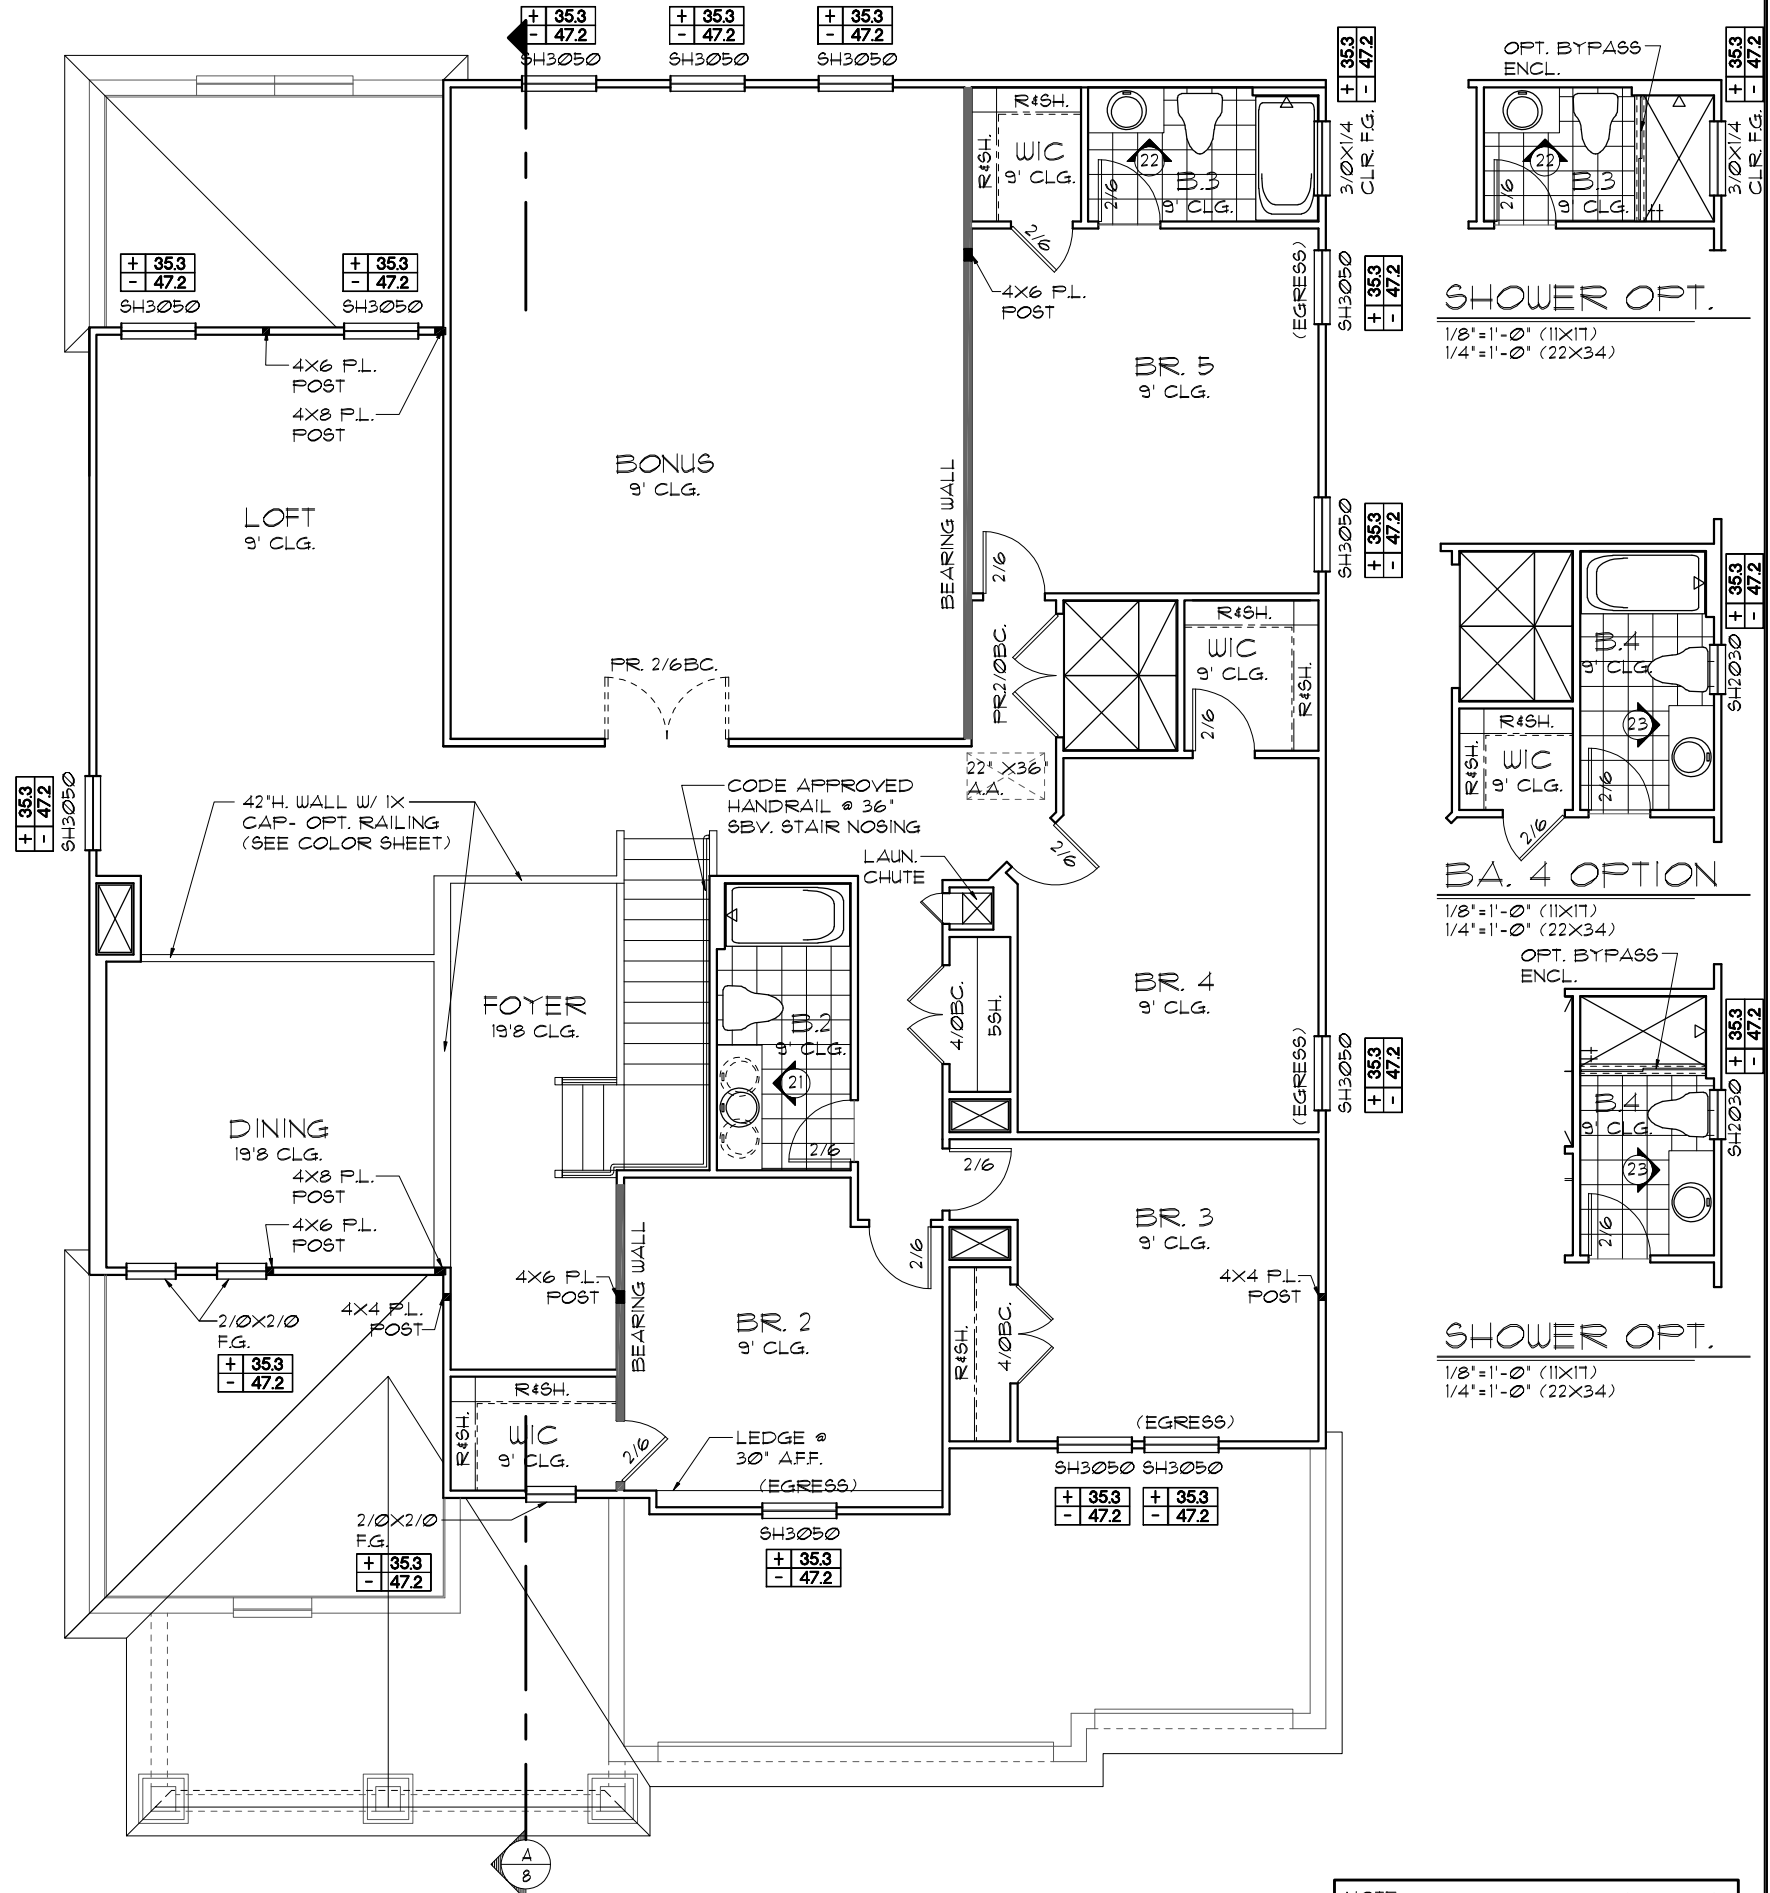 + 35.3
- 47.2
SH3050
+ 35.3
- 47.2
SH3050
+ 35.3
- 47.2
SH3050
+ 35.3
- 47.2
3/0X1/4
CLR. F.G.
OPT. BYPASS
ENCL.
+ 35.3
- 47.2
3/0X1/4
CLR. F.G.
R&SH.
R&SH.
WIC
9' CLG.
2/6
22
B.3
9' CLG.
2/6
22
B.3
9' CLG.
2/6
+ 35.3
- 47.2
SH3050
+ 35.3
- 47.2
SH3050
4X6 P.L.
POST
(EGRESS)
SH3050
+ 35.3
- 47.2
SHOWER OPT.
1/8"=1'-0" (11X17)
1/4"=1'-0" (22X34)
4X6 P.L.
POST
4X8 P.L.
POST
BR. 5
9' CLG.
BONUS
9' CLG.
BEARING WALL
LOFT
9' CLG.
SH3050
+ 35.3
- 47.2
2/6
PR. 2/6BC.
PR.2/0BC.
R&SH.
WIC
9' CLG.
R&SH.
2/6
B.4
9' CLG.
+ 35.3
- 47.2
SH2030
23
R&SH.
R&SH.
WIC
9' CLG.
2/6
2/6
22" X36"
A.A.
+ 35.3
- 47.2
SH3050
42"H. WALL W/ 1X
CAP- OPT. RAILING
(SEE COLOR SHEET)
CODE APPROVED
HANDRAIL @ 36"
SBV. STAIR NOSING
LAUN.
CHUTE
2/6
BA. 4 OPTION
1/8"=1'-0" (11X17)
1/4"=1'-0" (22X34)
OPT. BYPASS
ENCL.
FOYER
19'8 CLG.
B.2
9' CLG.
21
2/6
4/0BC.
5SH.
BR. 4
9' CLG.
(EGRESS)
SH3050
+ 35.3
- 47.2
+ 35.3
- 47.2
SH2030
B.4
9' CLG.
23
2/6
DINING
19'8 CLG.
4X8 P.L.
POST
4X6 P.L.
POST
2/6
BR. 3
9' CLG.
4X6 P.L.
POST
BEARING WALL
2/6
4X4 P.L.
POST
4X4 P.L.
POST
2/0X2/0
F.G.
+ 35.3
- 47.2
BR. 2
9' CLG.
R&SH.
4/0BC.
SHOWER OPT.
1/8"=1'-0" (11X17)
1/4"=1'-0" (22X34)
R&SH.
R&SH.
WIC
9' CLG.
2/6
LEDGE @
30" A.F.F.
(EGRESS)
(EGRESS)
SH3050 SH3050
+ 35.3
- 47.2
+ 35.3
- 47.2
2/0X2/0
F.G.
+ 35.3
- 47.2
SH3050
+ 35.3
- 47.2
A
8